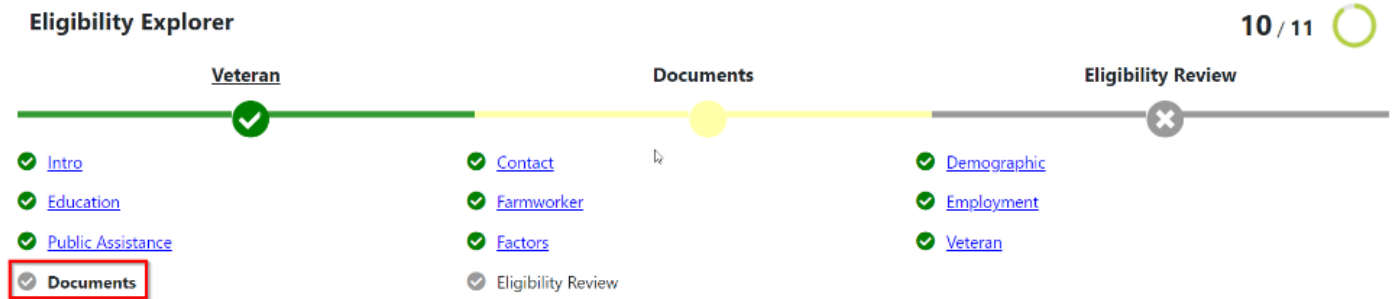 Eligibility Explorer
10 / 11
Veteran Documents Eligibility Review
Intro Contact Demographic
Education Farmworker Employment
Public Assistance Factors Veteran
Documents Eligibility Review